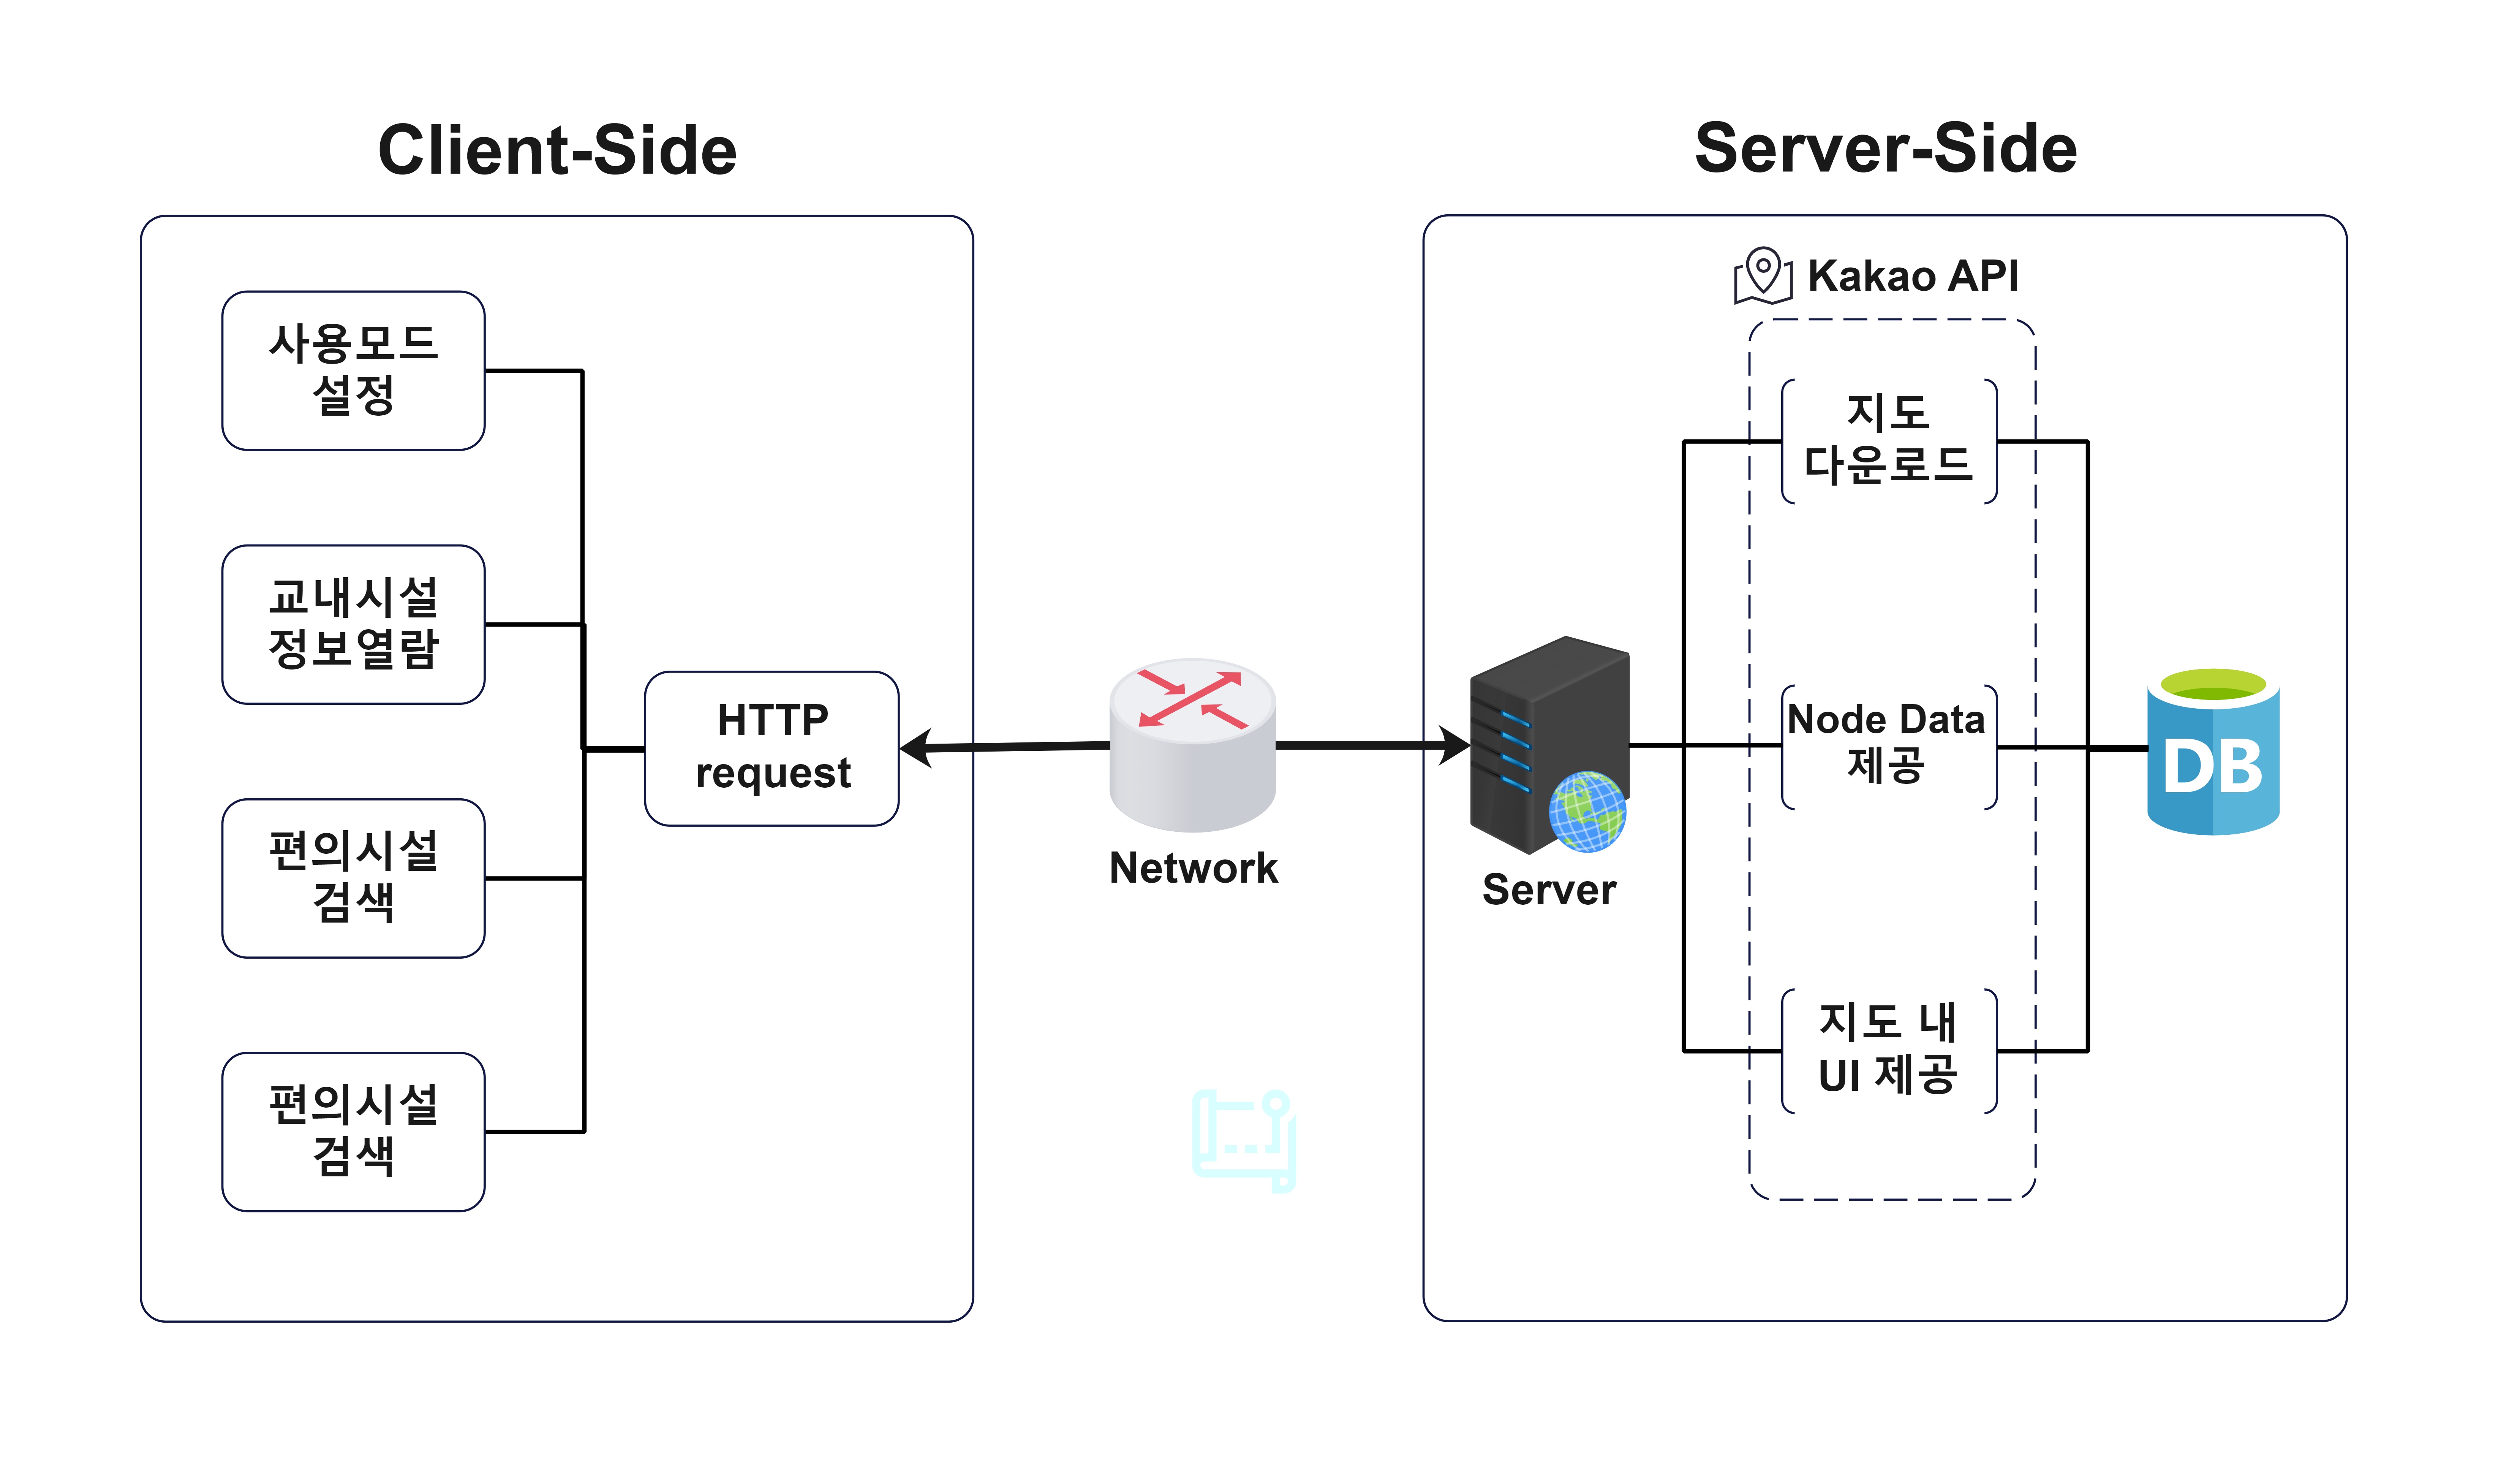 Client-Side
사용모드
설정
교내시설
정보열람
편의시설
검색
편의시설
검색
HTTP
request
Network
Server-Side
Kakao API
Server
지도
다운로드
Node Data
제공
지도 내
UI 제공
DB